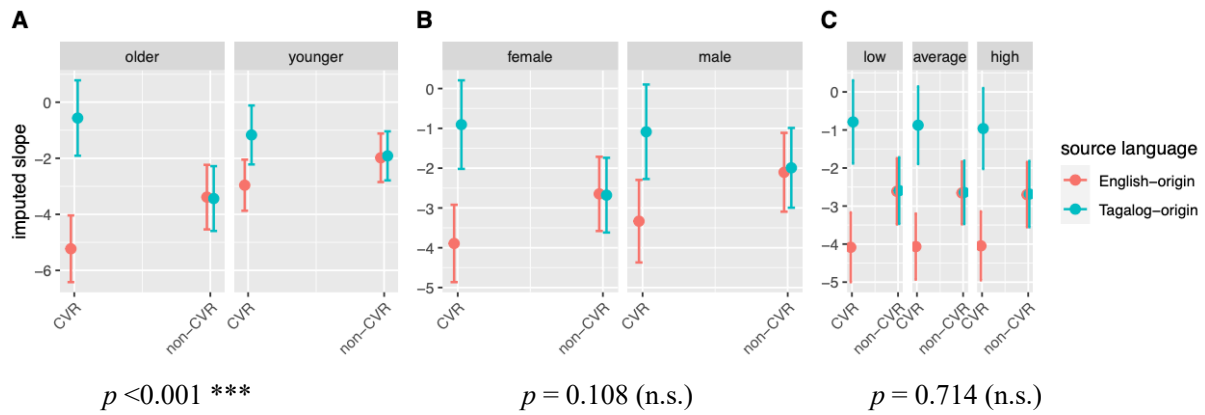 A
B
C
older
younger
female
male
low
average
high
imputed slope
0
−2
−4
−6
0
−1
−2
−3
−4
−5
0
−1
−2
−3
−4
−5
source language
English−origin
Tagalog−origin
CVR
non−CVR
CVR
non−CVR
CVR
non−CVR
CVR
non−CVR
CVR
non−CVR
CVR
non−CVR
CVR
non−CVR
p <0.001 ***
p = 0.108 (n.s.)
p = 0.714 (n.s.)